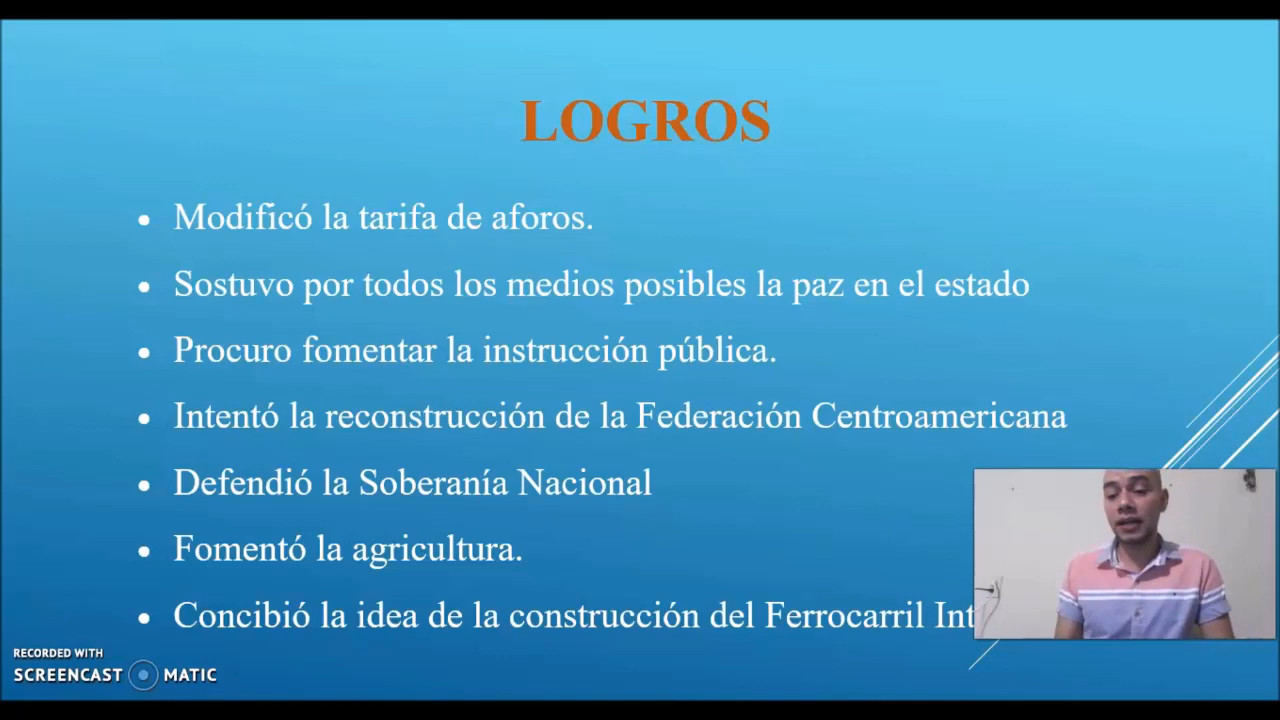 LOGROS
Modificó la tarifa de aforos.
Sostuvo por todos los medios posibles la paz en el estado
Procuro fomentar la instrucción pública.
Intentó la reconstrucción de la Federación Centroamericana
Defendió la Soberanía Nacional
Fomentó la agricultura.
Concibió la idea de la construcción del Ferrocarril
RECORDED WITH
SCREENCAST MATIC